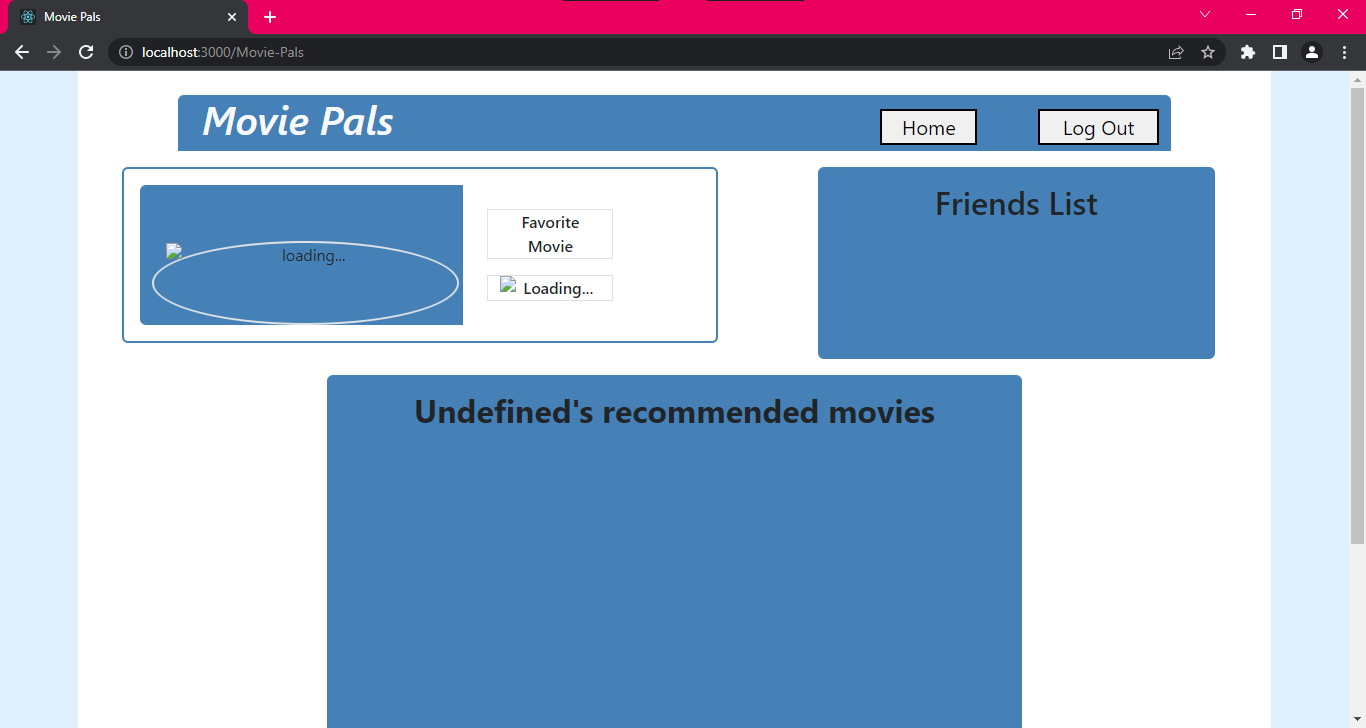 Movie Pals
localhost:3000/Movie-Pals
Movie Pals
Home
Log Out
loading...
Favorite
Movie
Loading...
Friends List
Undefined's recommended movies